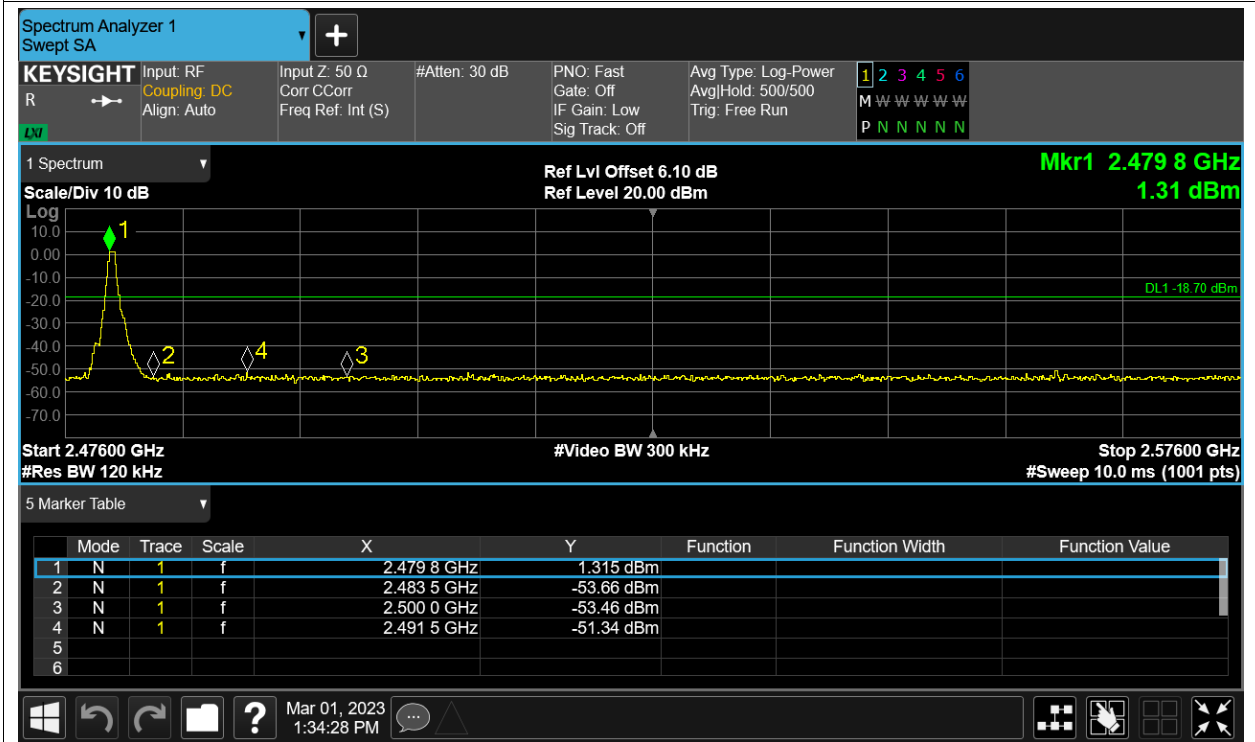 Spectrum Analyzer 1
Swept SA
+
KEYSIGHT Input: RF Input Z: 50 Ω #Atten: 30 dB PNO: Fast Avg Type: Log-Power 1 2 3 4 5 6
R Coupling: DC Corr CCorr Gate: Off Avg|Hold: 500/500 M W W W W W
Align: Auto Freq Ref: Int (S) IF Gain: Low Trig: Free Run
LXI Sig Track: Off P N N N N N
1 Spectrum Ref Lvl Offset 6.10 dB Mkr1 2.479 8 GHz
Scale/Div 10 dB Ref Level 20.00 dBm 1.31 dBm
Log
10.0
1
0.00
-10.0
DL1 -18.70 dBm
-20.0
-30.0
-40.0
2 4 3
-50.0
-60.0
-70.0
Start 2.47600 GHz #Video BW 300 kHz Stop 2.57600 GHz
#Res BW 120 kHz #Sweep 10.0 ms (1001 pts)
5 Marker Table
Mode Trace Scale X Y Function Function Width Function Value
1 N 1 f 2.479 8 GHz 1.315 dBm
2 N 1 f 2.483 5 GHz -53.66 dBm
3 N 1 f 2.500 0 GHz -53.46 dBm
4 N 1 f 2.491 5 GHz -51.34 dBm
5
6
? Mar 01, 2023
1:34:28 PM